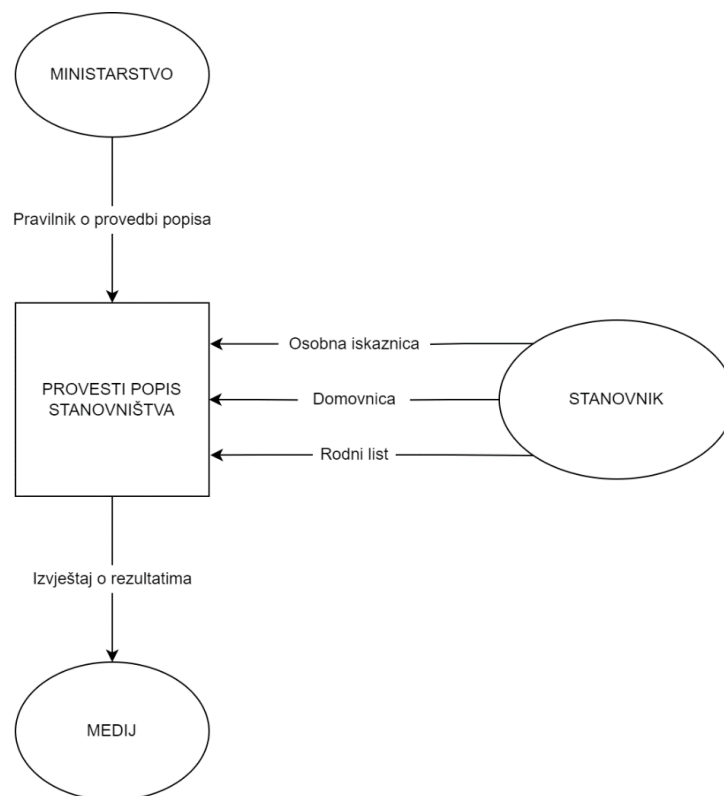 MINISTARSTVO
Pravilnik o provedbi popisa
Osobna iskaznica
PROVESTI POPIS
STANOVNIŠTVA
Domovnica
STANOVNIK
Rodni list
Izvještaj o rezultatima
MEDIJ